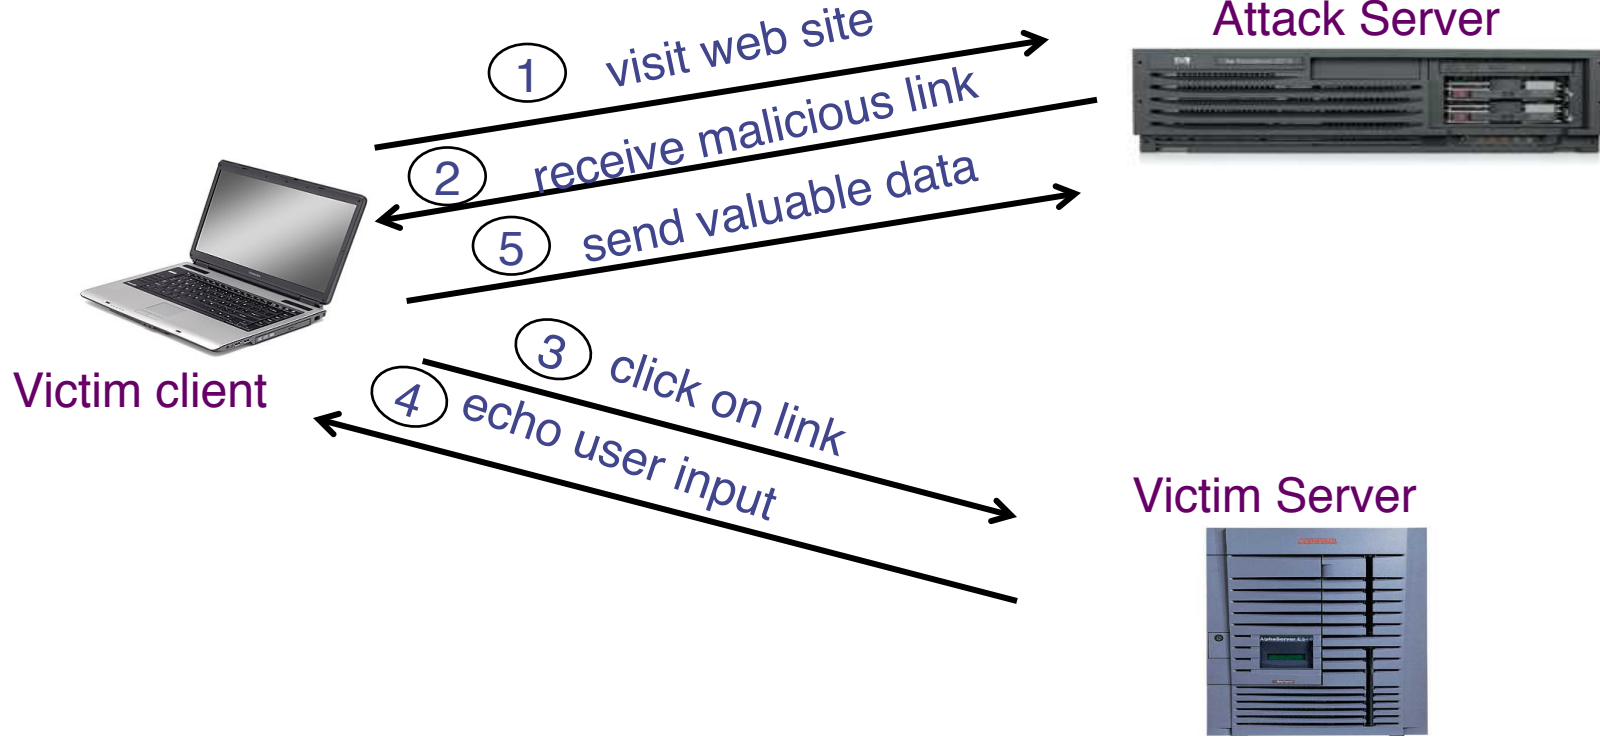 Attack Server
1 visit web site
2 receive malicious link
5 send valuable data
3 click on link
4 echo user input
Victim client
Victim Server